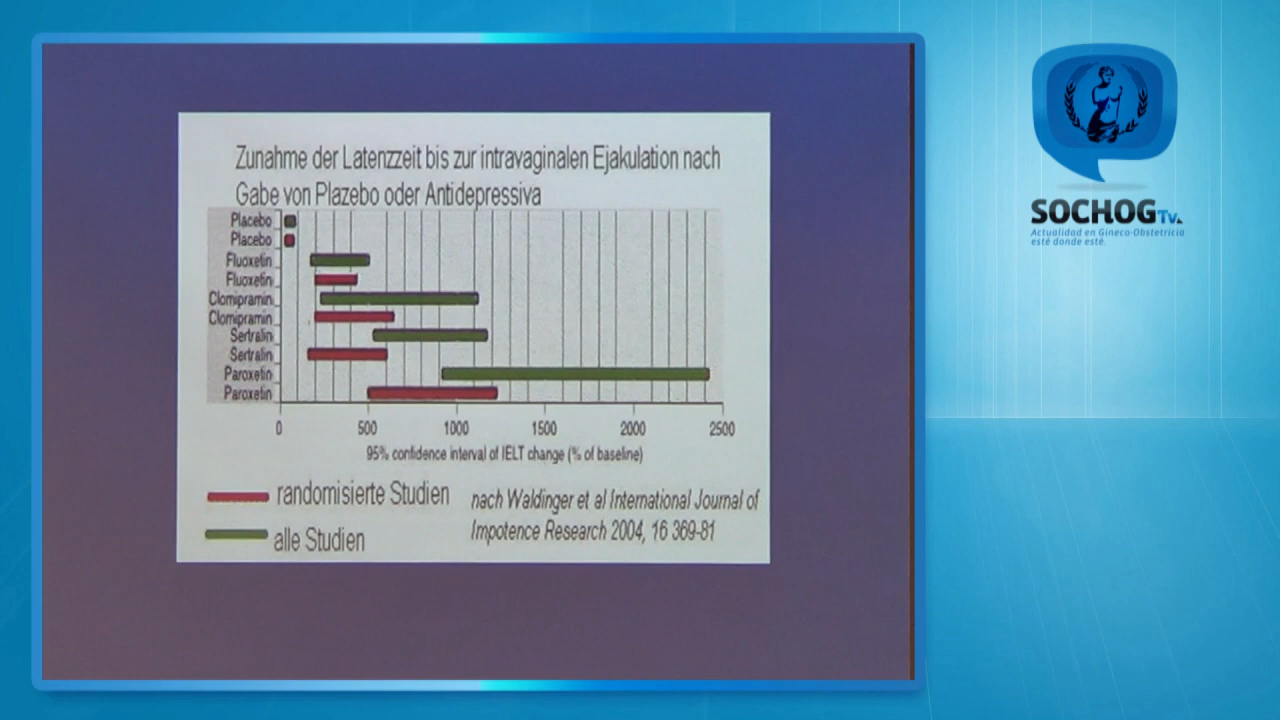 Zunahme der Latenzzeit bis zur intravaginalen Ejakulation nach
Gabe von Plazebo oder Antidepressiva
Placebo
Placebo
Fluoxetin
Fluoxetin
Clomipramin
Clomipramin
Sertralin
Sertralin
Paroxetin
Paroxetin
0 500 1000 1500 2000 2500
95% confidence interval of IELT change (% of baseline)
randomisierte Studien
alle Studien
nach Waldinger et al International Journal of
Impotence Research 2004, 16 369-81
SOCHOG Tv.
Actualidad en Gineco-Obstetricia
esté donde esté.